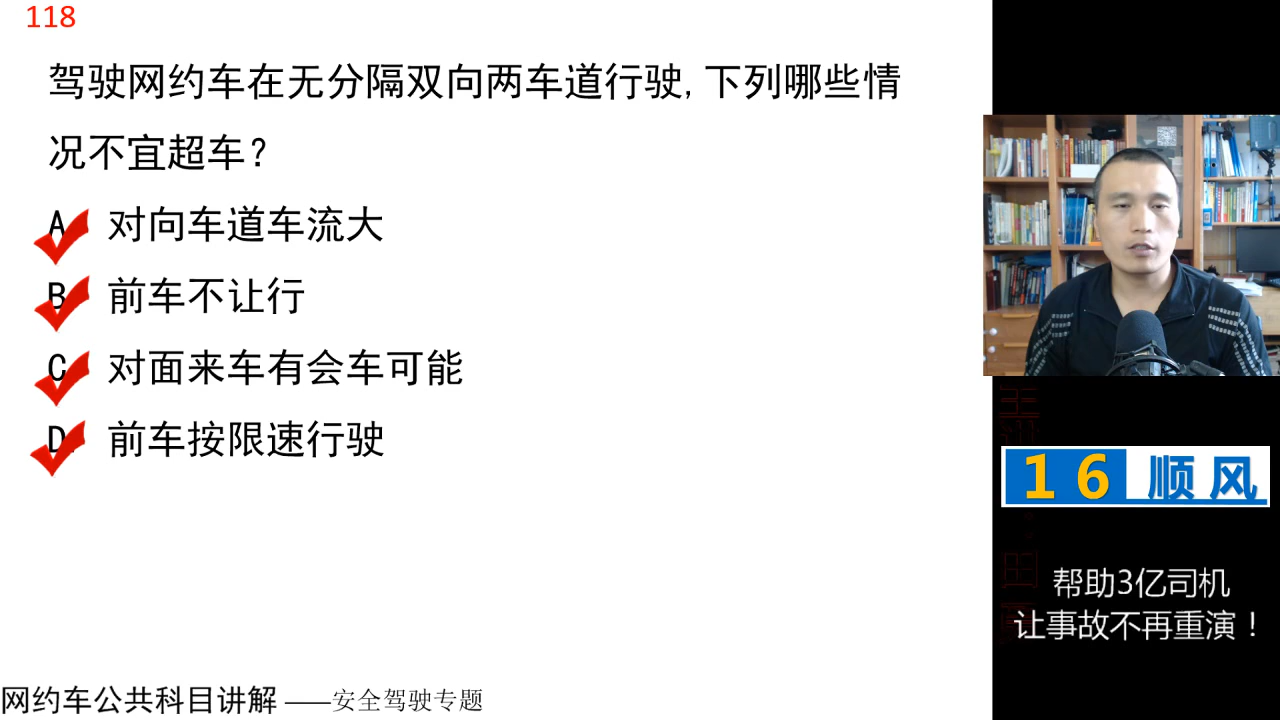 118
驾驶网约车在无分隔双向两车道行驶,下列哪些情
况不宜超车?
A 对向车道车流大
B 前车不让行
C 对面来车有会车可能
D. 前车按限速行驶
16顺风
帮助3亿司机
让事故不再重演!
网约车公共科目讲解 ——安全驾驶专题